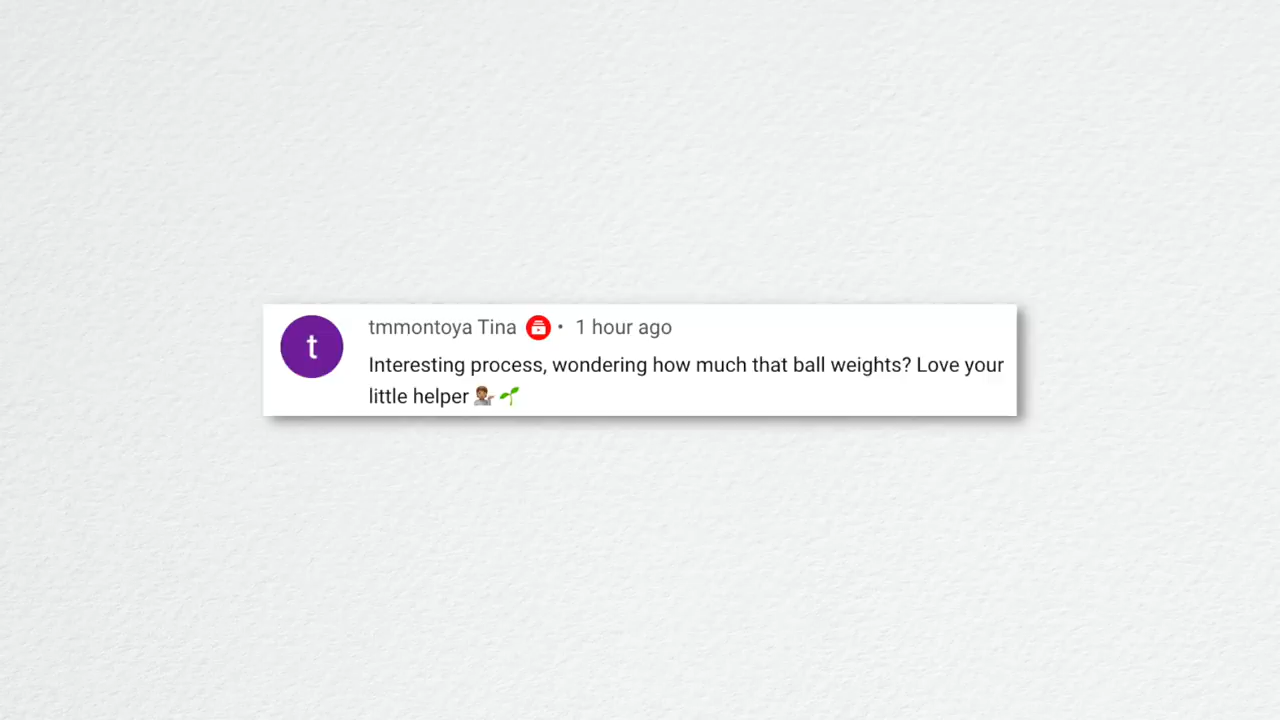 t
tmmontoya Tina • 1 hour ago
Interesting process, wondering how much that ball weights? Love your
little helper 💁🏽‍♂️🌱